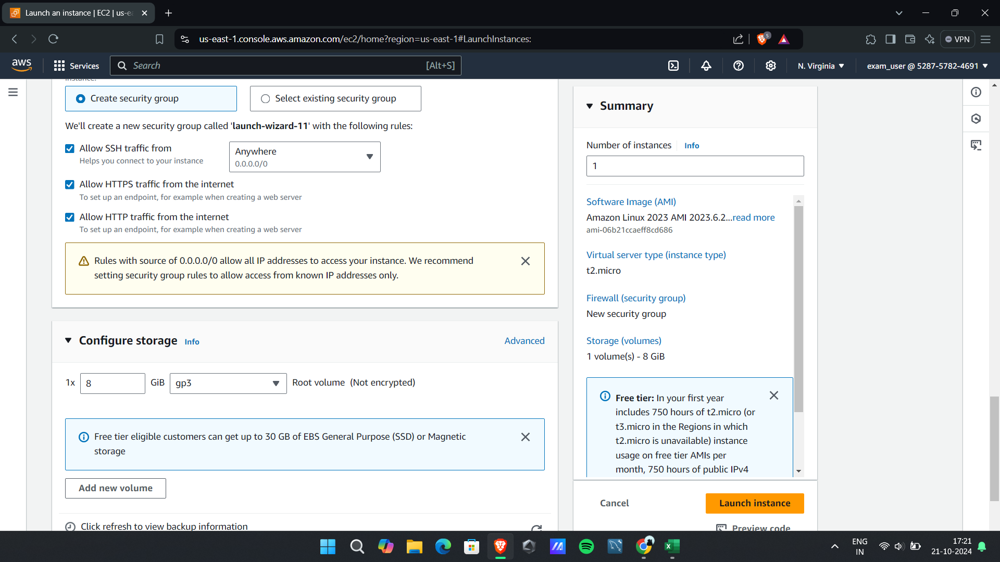 Launch an instance | EC2 | us-ea
us-east-1.console.aws.amazon.com/ec2/home?region=us-east-1#LaunchInstances:
5
VPN
aws
Services
Search
[Alt+S]
N. Virginia
exam_user @ 5287-5782-4691
instance.
Create security group
Select existing security group
We'll create a new security group called 'launch-wizard-11' with the following rules:
Allow SSH traffic from
Helps you connect to your instance
Anywhere
0.0.0.0/0
Allow HTTPS traffic from the internet
To set up an endpoint, for example when creating a web server
Allow HTTP traffic from the internet
To set up an endpoint, for example when creating a web server
Rules with source of 0.0.0.0/0 allow all IP addresses to access your instance. We recommend
setting security group rules to allow access from known IP addresses only.
Configure storage
Info
Advanced
1x
8
GiB
gp3
Root volume (Not encrypted)
Free tier eligible customers can get up to 30 GB of EBS General Purpose (SSD) or Magnetic
storage
Add new volume
Click refresh to view backup information
Summary
Number of instances
Info
1
Software Image (AMI)
Amazon Linux 2023 AMI 2023.6.2...read more
ami-06b21ccaeff8cd686
Virtual server type (instance type)
t2.micro
Firewall (security group)
New security group
Storage (volumes)
1 volume(s) - 8 GiB
Free tier: In your first year
includes 750 hours of t2.micro (or
t3.micro in the Regions in which
t2.micro is unavailable) instance
usage on free tier AMIs per
month, 750 hours of public IPv4
Cancel
Launch instance
Preview code
ENG
IN
17:21
21-10-2024